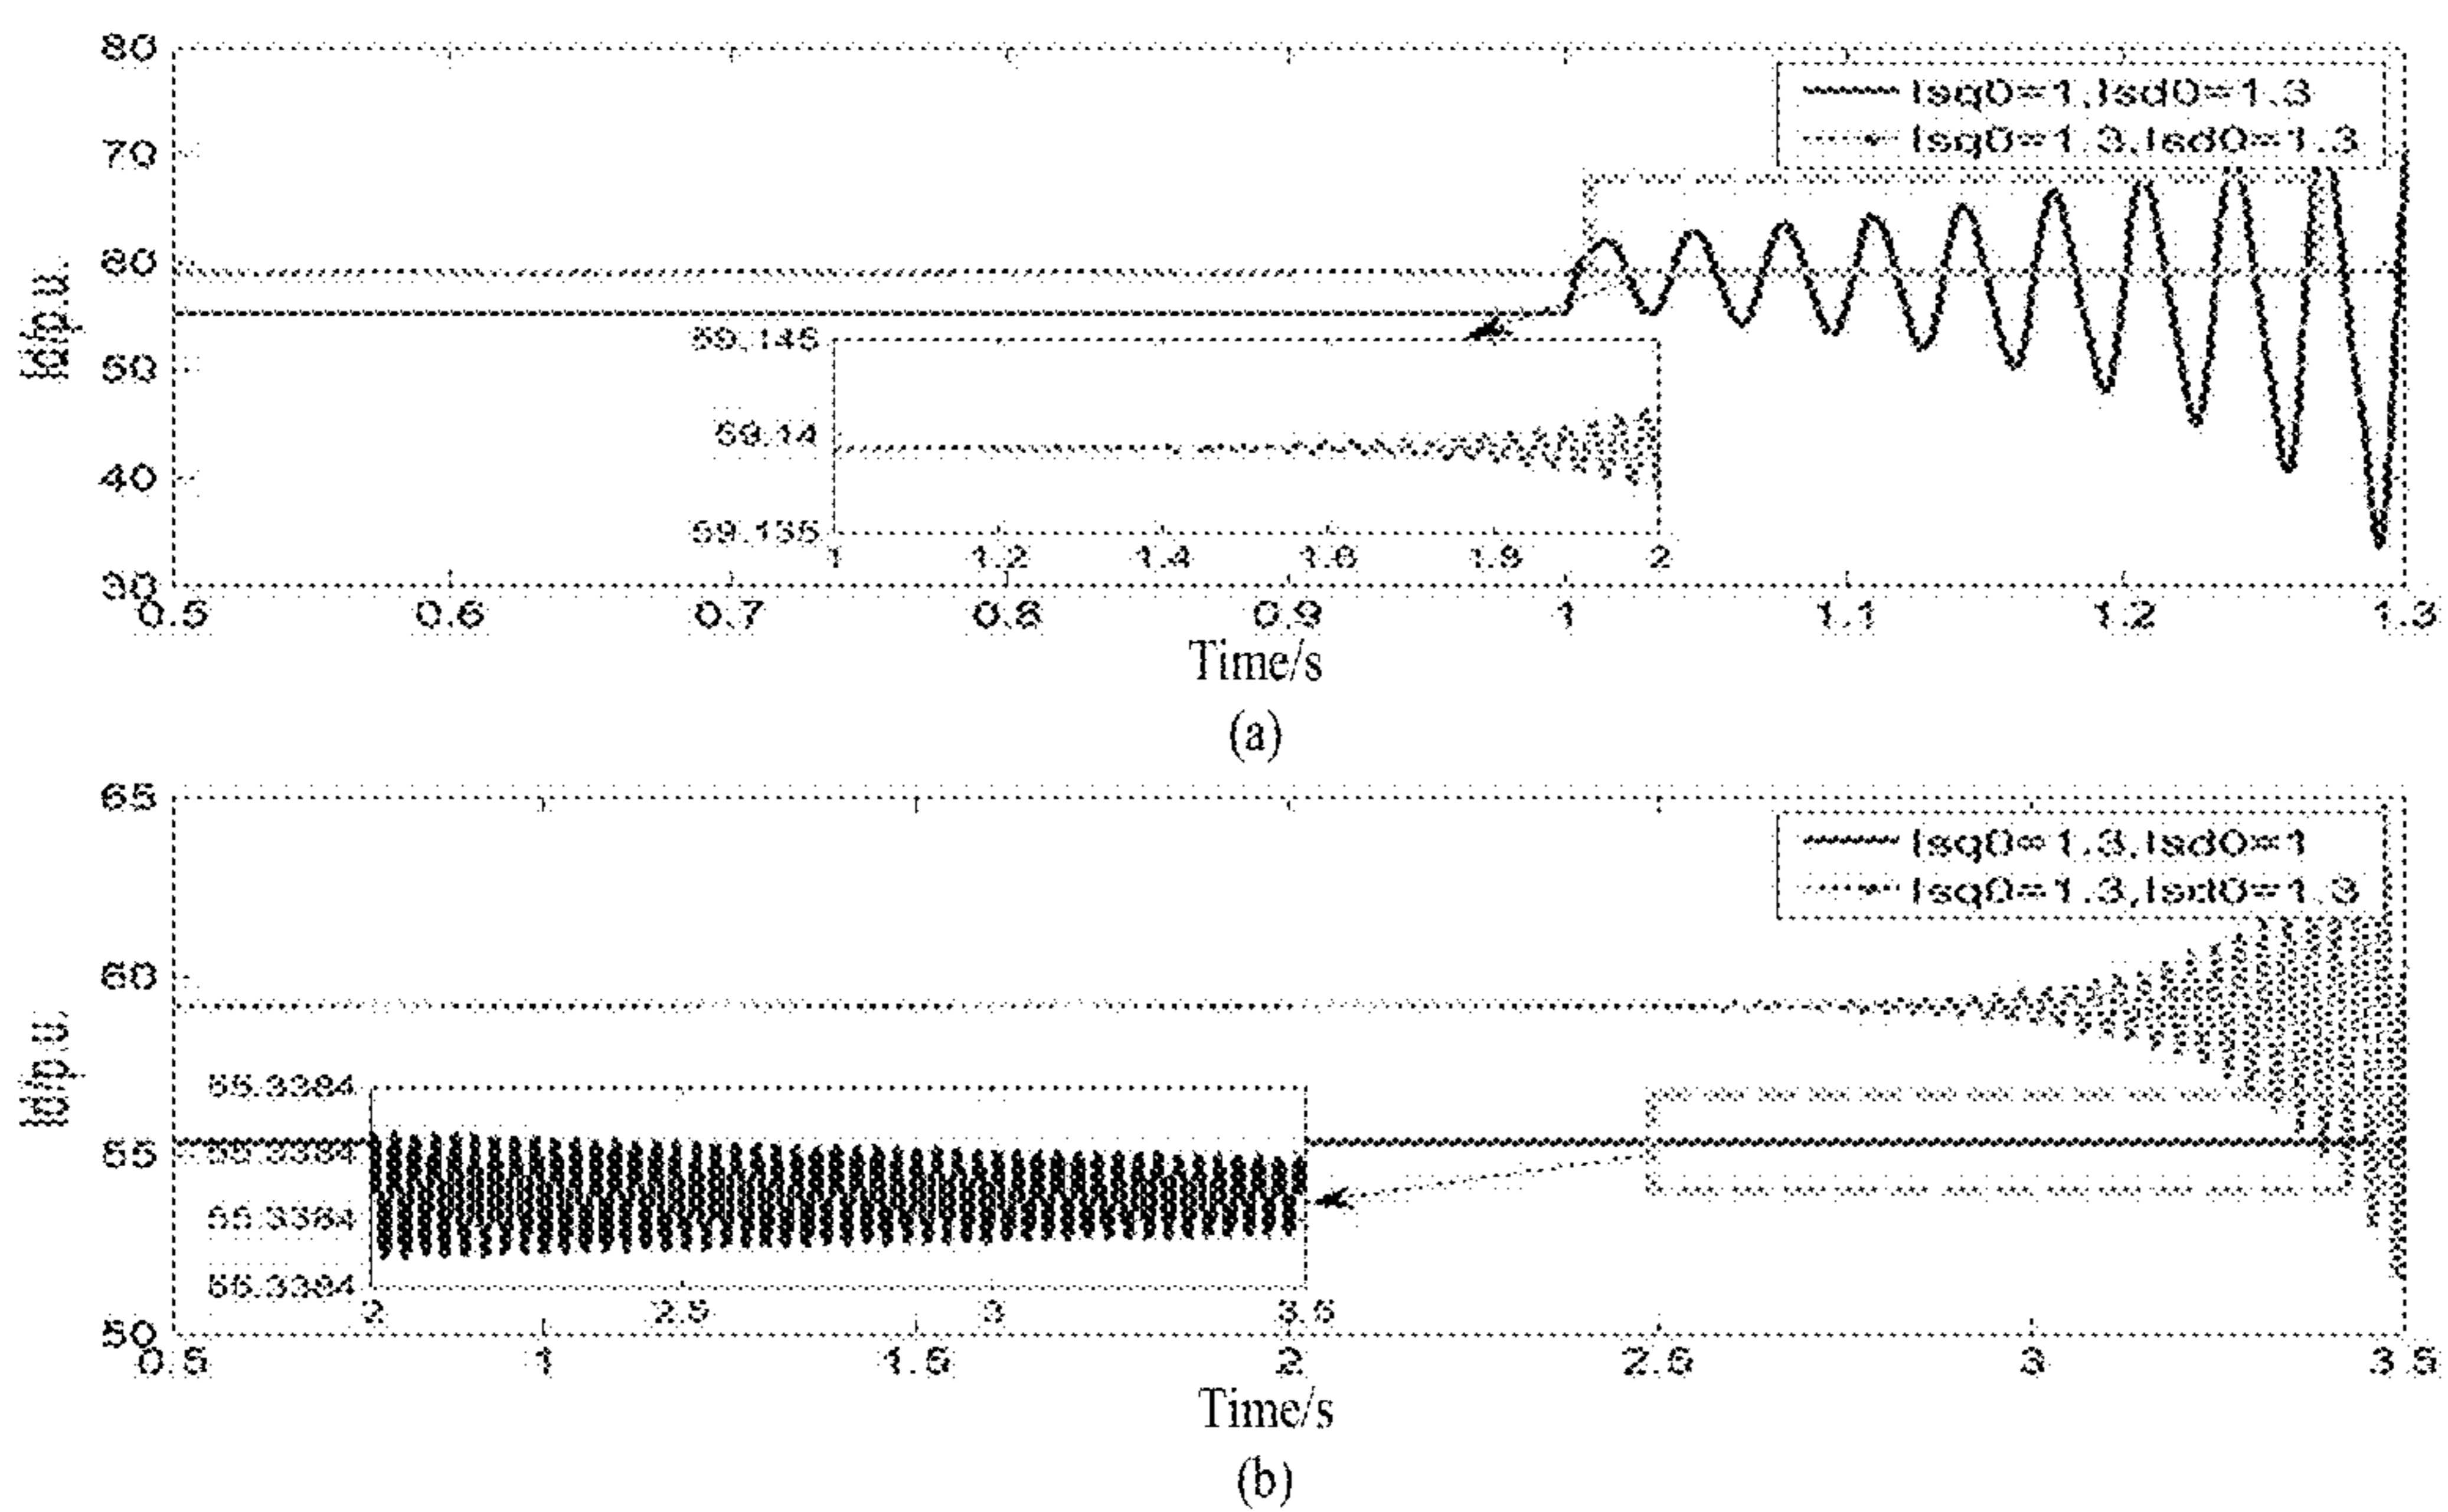 80
Isq0=1,Isd0=1.3
Isq0=1.3,Isd0=1.3
70
60
Id/p.u.
59.145
50
59.14
40
59.135
1 1.2 1.4 1.6 1.8 2
30
0.5 0.6 0.7 0.8 0.9 1 1.1 1.2 1.3
Time/s
(a)
65
Isq0=1.3,Isd0=1
Isq0=1.3,Isd0=1.3
60
Id/p.u.
55.3384
55
55.3384
55.3384
55.3384
2 2.5 3 3.5
50
0.5 1 1.5 2 2.5 3 3.5
Time/s
(b)